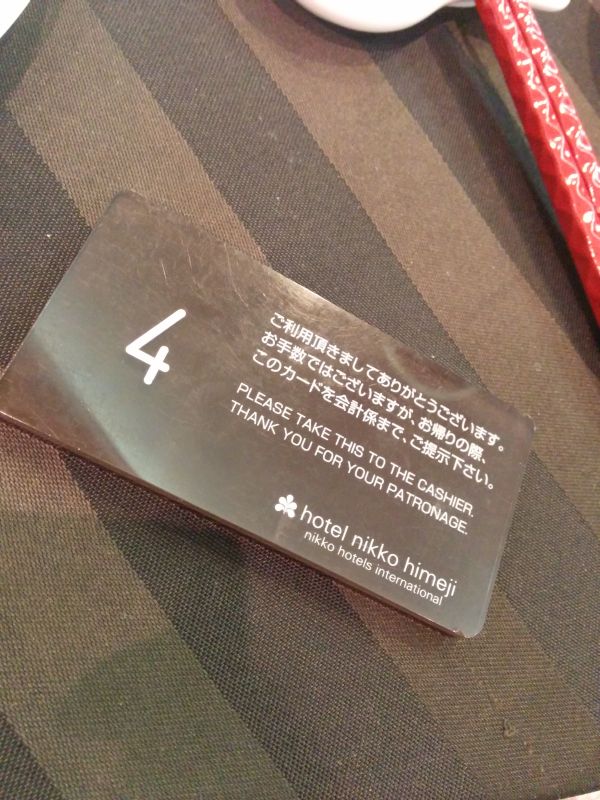 4
ご利用頂きましてありがとうございます。
お手数ではございますが、お帰りの際、
このカードを会計係まで、ご提示下さい。
PLEASE TAKE THIS TO THE CASHIER.
THANK YOU FOR YOUR PATRONAGE.
hotel nikko himeji
nikko hotels international